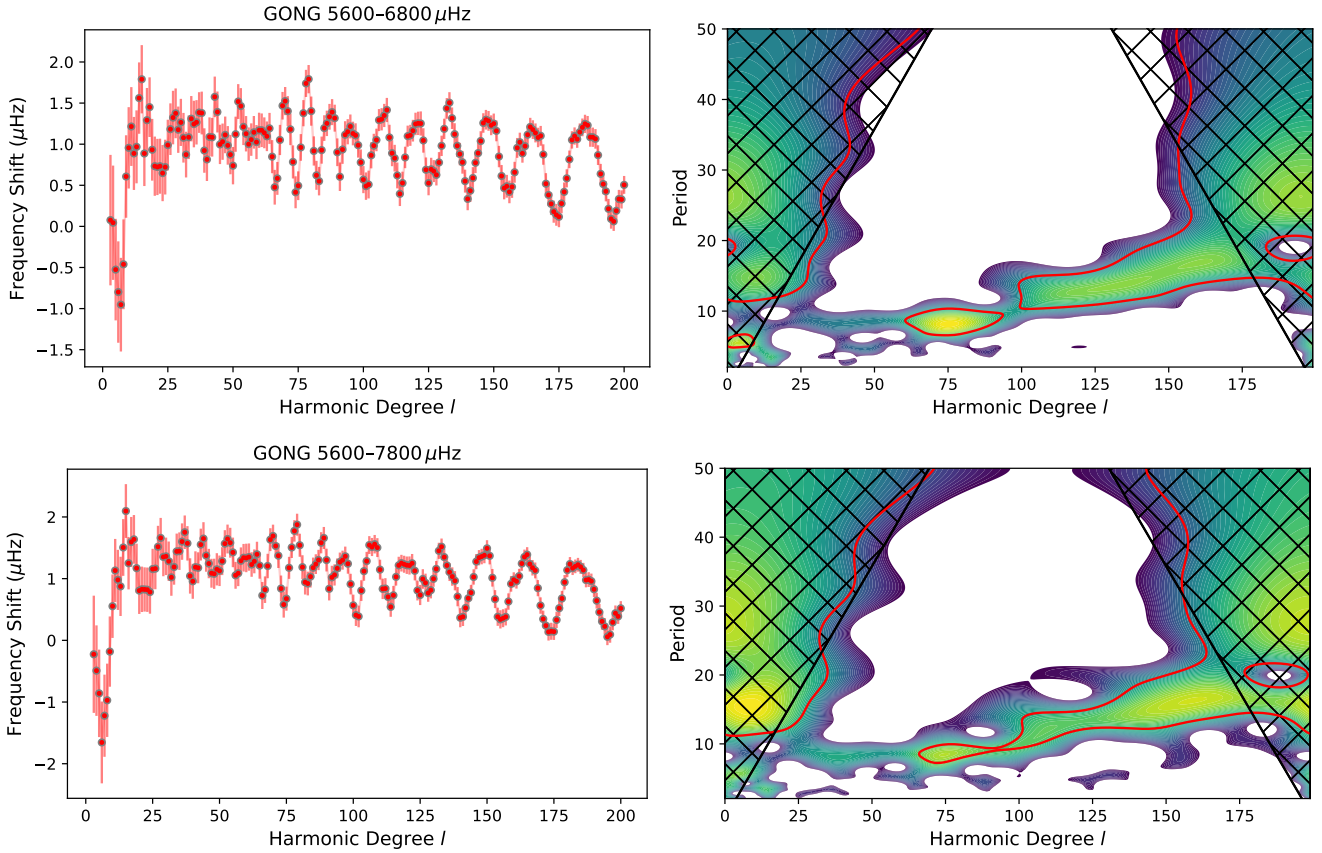 GONG 5600–6800 μHz
Frequency Shift (μHz)
2.0
1.5
1.0
0.5
0.0
−0.5
−1.0
−1.5
0 25 50 75 100 125 150 175 200
Harmonic Degree l
Period
50
40
30
20
10
0 25 50 75 100 125 150 175
Harmonic Degree l
GONG 5600–7800 μHz
Frequency Shift (μHz)
2
1
0
−1
−2
0 25 50 75 100 125 150 175 200
Harmonic Degree l
Period
50
40
30
20
10
0 25 50 75 100 125 150 175
Harmonic Degree l